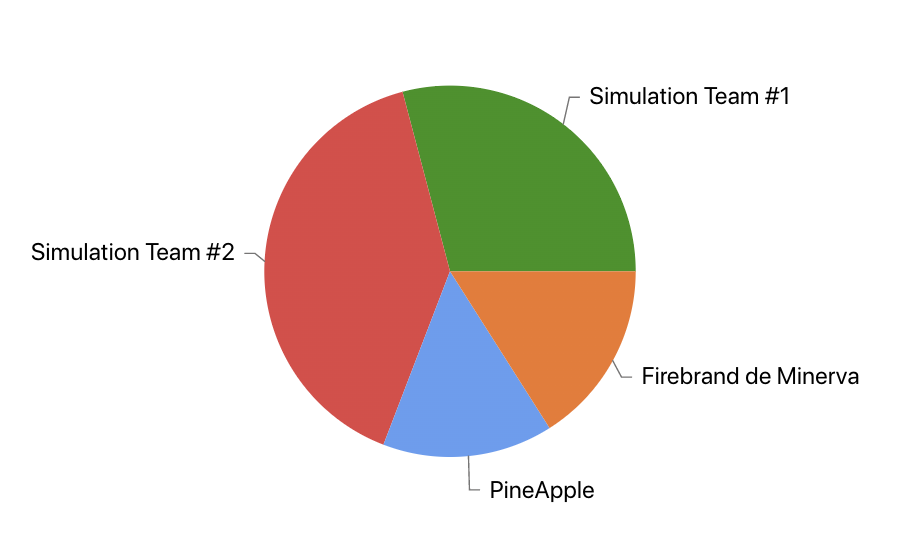 Simulation Team #1
Simulation Team #2
Firebrand de Minerva
PineApple